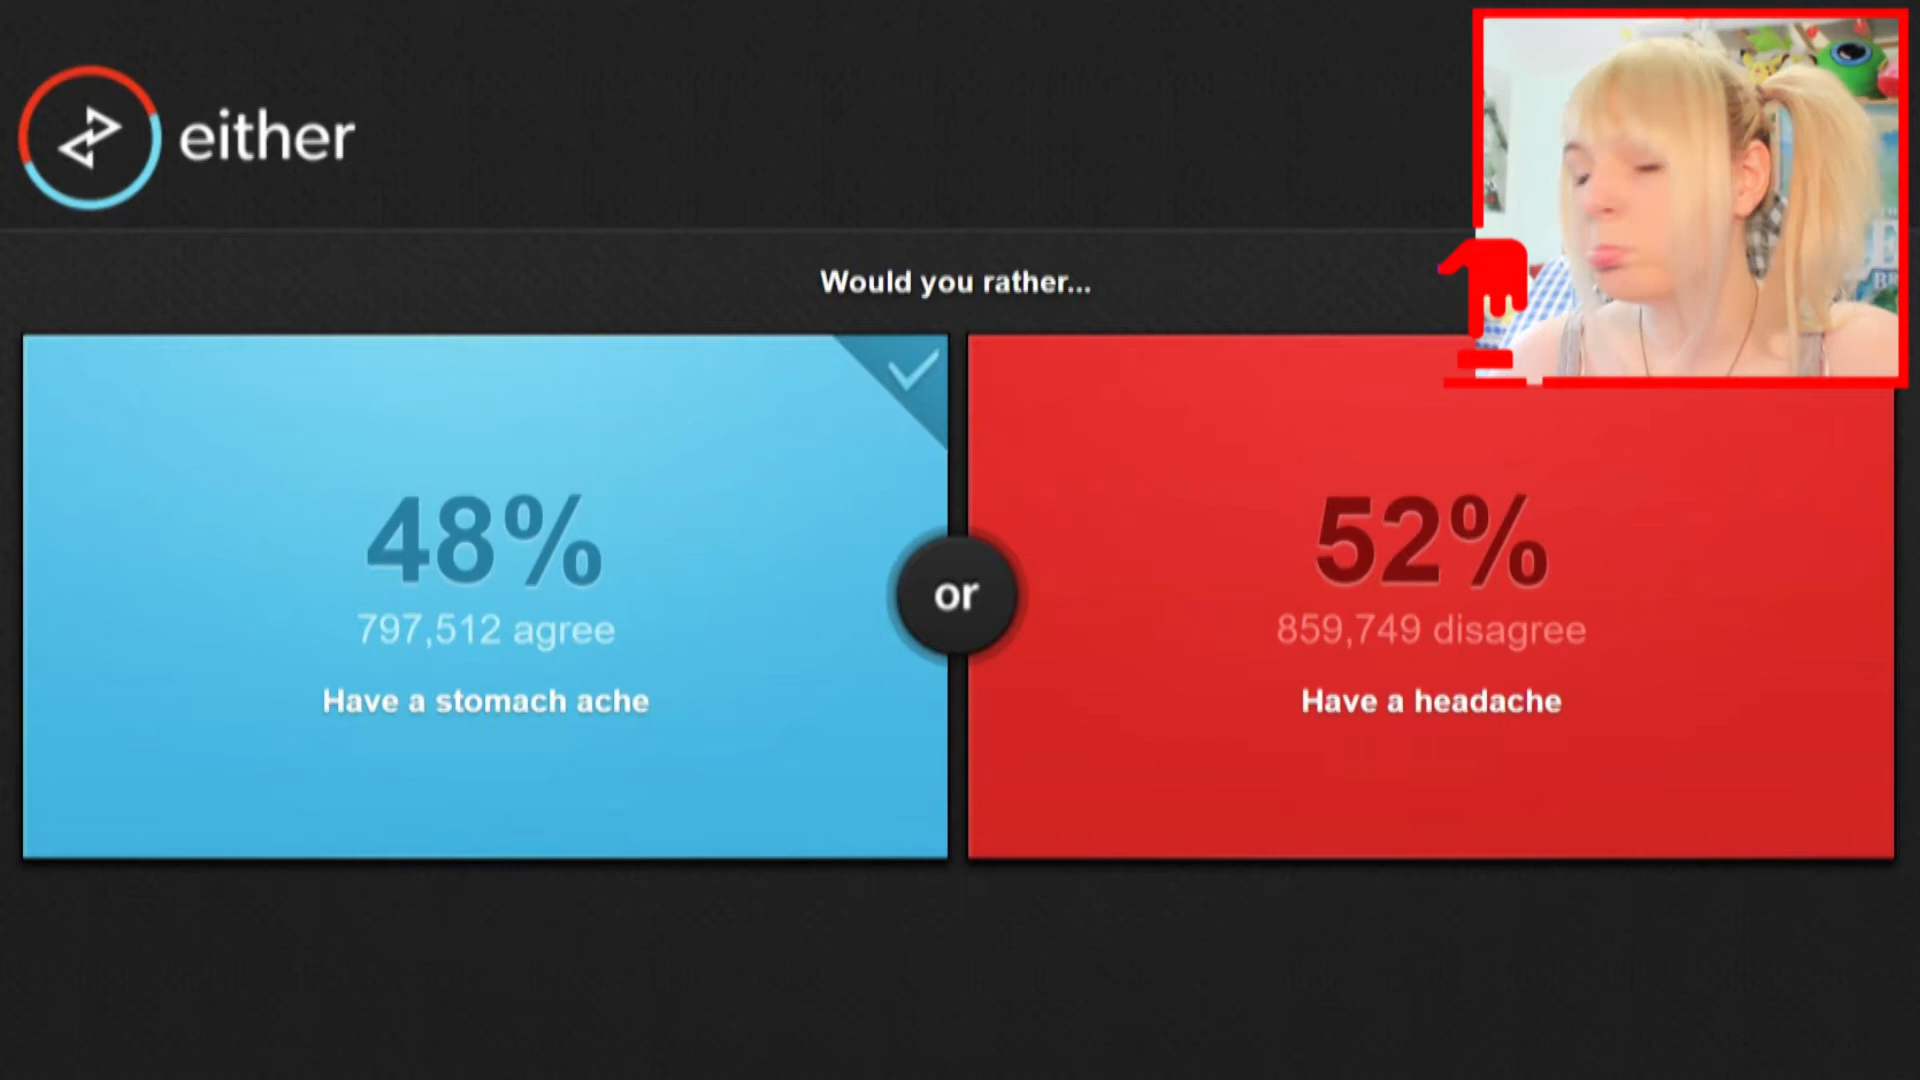 either
Would you rather...
48%
797,512 agree
Have a stomach ache
or
52%
859,749 disagree
Have a headache